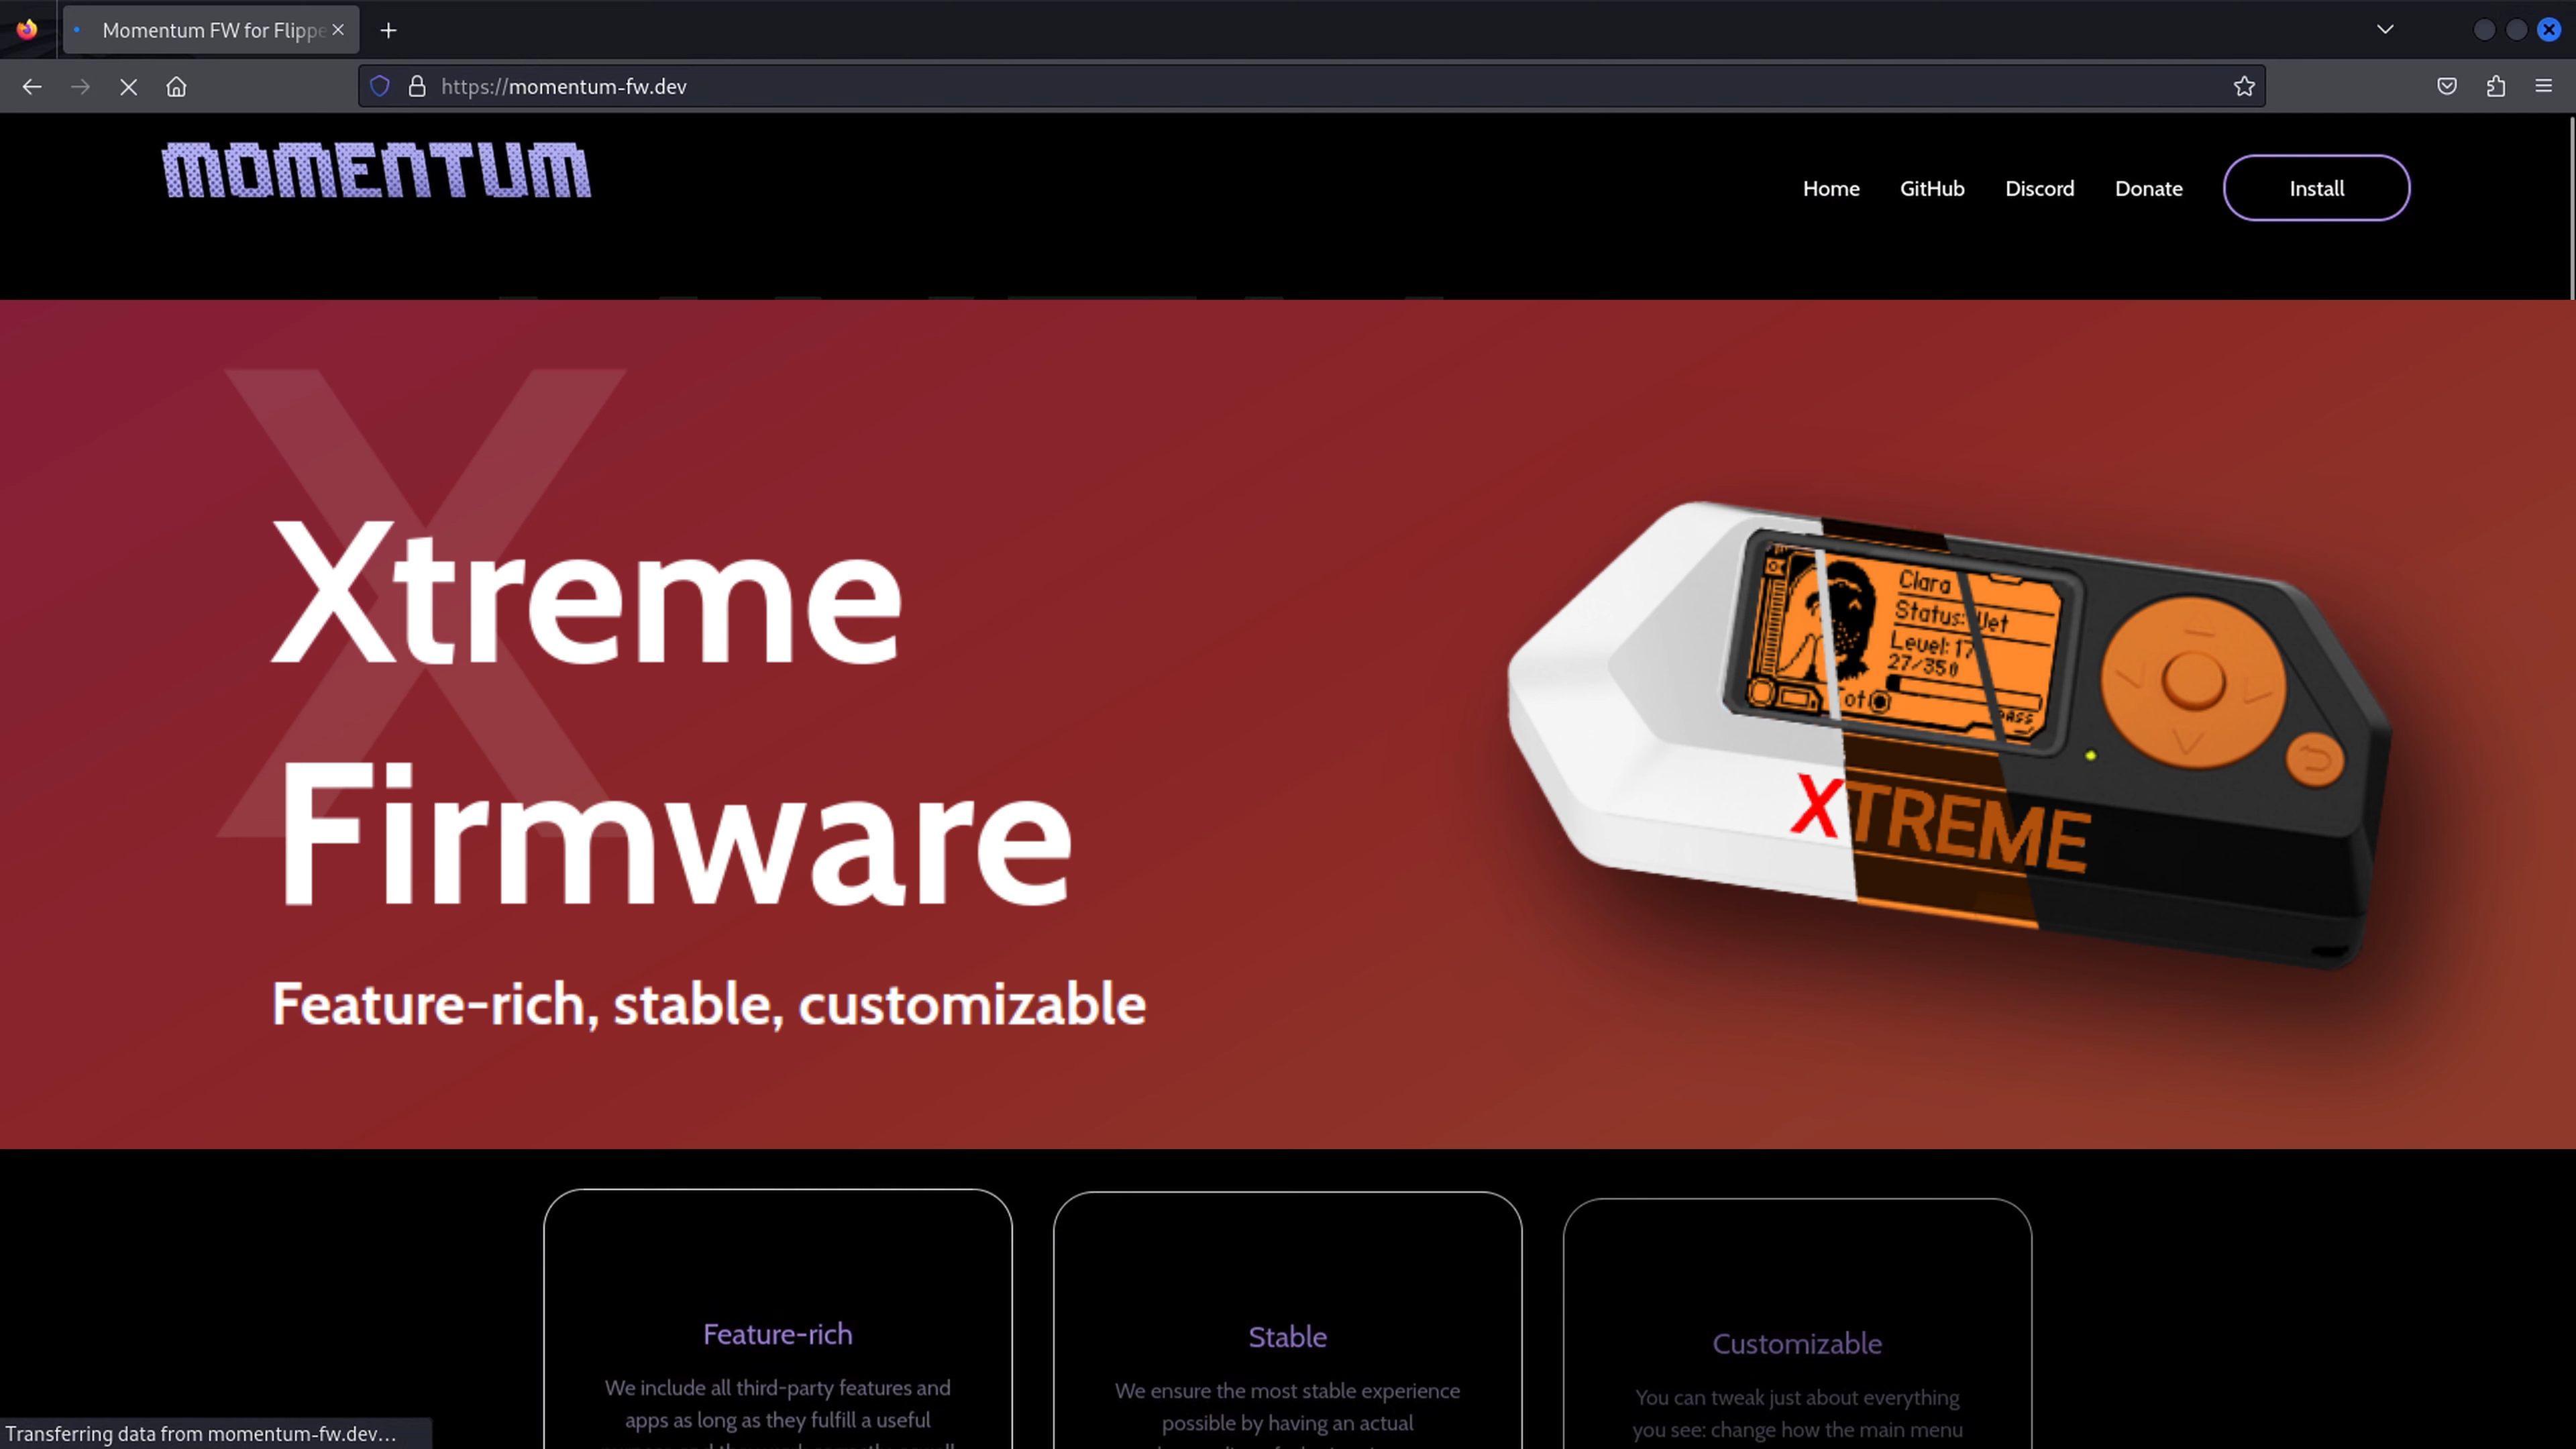 Momentum FW for Flippe
https://momentum-fw.dev
MOMENTUM
Home GitHub Discord Donate Install
X
Xtreme
Firmware
Feature-rich, stable, customizable
Clara
Status: Wet
Level: 17
27/350
XTREME
Feature-rich
We include all third-party features and
apps as long as they fulfill a useful
Stable
We ensure the most stable experience
possible by having an actual
Customizable
You can tweak just about everything
you see: change how the main menu
Transferring data from momentum-fw.dev…